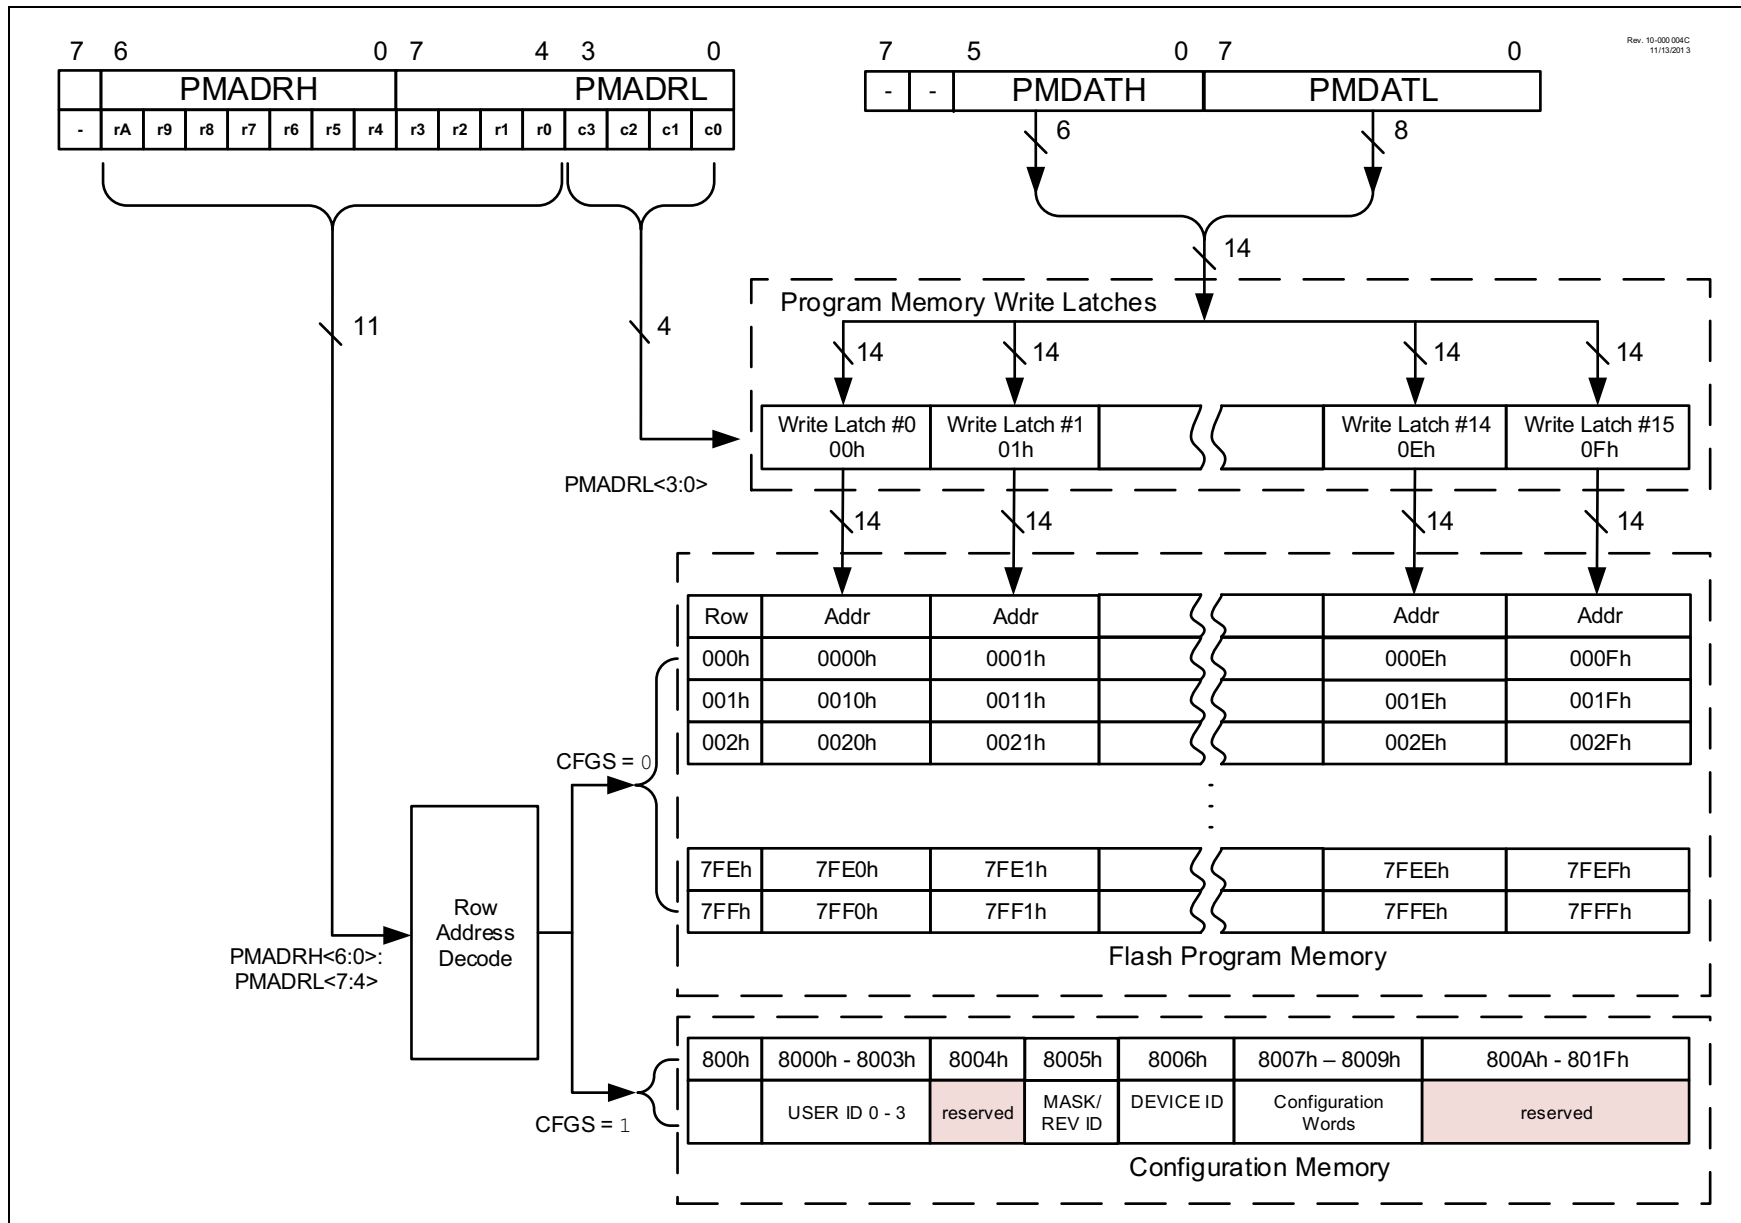 Rev. 10-000 004C
11/13/2013
7 6 0 7 4 3 0
PMADRH PMADRL
- rA r9 r8 r7 r6 r5 r4 r3 r2 r1 r0 c3 c2 c1 c0
7 5 0 7 0
- - PMDATH PMDATL
6 8
14
11 4
Program Memory Write Latches
14 14 14 14
Write Latch #0 Write Latch #1 Write Latch #14 Write Latch #15
00h 01h 0Eh 0Fh
PMADRL<3:0>
14 14 14 14
Row Addr Addr Addr Addr
000h 0000h 0001h 000Eh 000Fh
001h 0010h 0011h 001Eh 001Fh
002h 0020h 0021h 002Eh 002Fh
CFGS = 0
7FEh 7FE0h 7FE1h 7FEEh 7FEFh
7FFh 7FF0h 7FF1h 7FFEh 7FFFh
Flash Program Memory
Row
Address
Decode
PMADRH<6:0>:
PMADRL<7:4>
800h 8000h - 8003h 8004h 8005h 8006h 8007h – 8009h 800Ah - 801Fh
USER ID 0 - 3 reserved MASK/ DEVICE ID Configuration reserved
REV ID Words
CFGS = 1
Configuration Memory